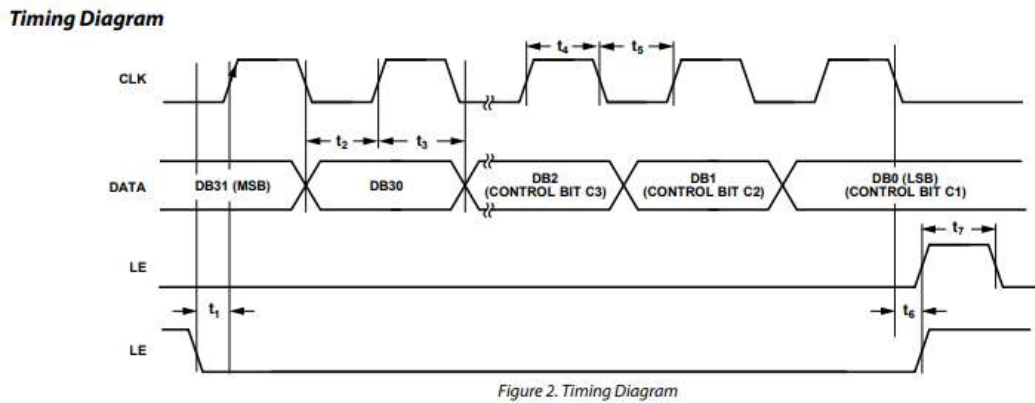 Timing Diagram
t4
t5
CLK
t2
t3
DATA
DB31 (MSB)
DB30
DB2
(CONTROL BIT C3)
DB1
(CONTROL BIT C2)
DB0 (LSB)
(CONTROL BIT C1)
t7
LE
t1
t6
LE
Figure 2. Timing Diagram